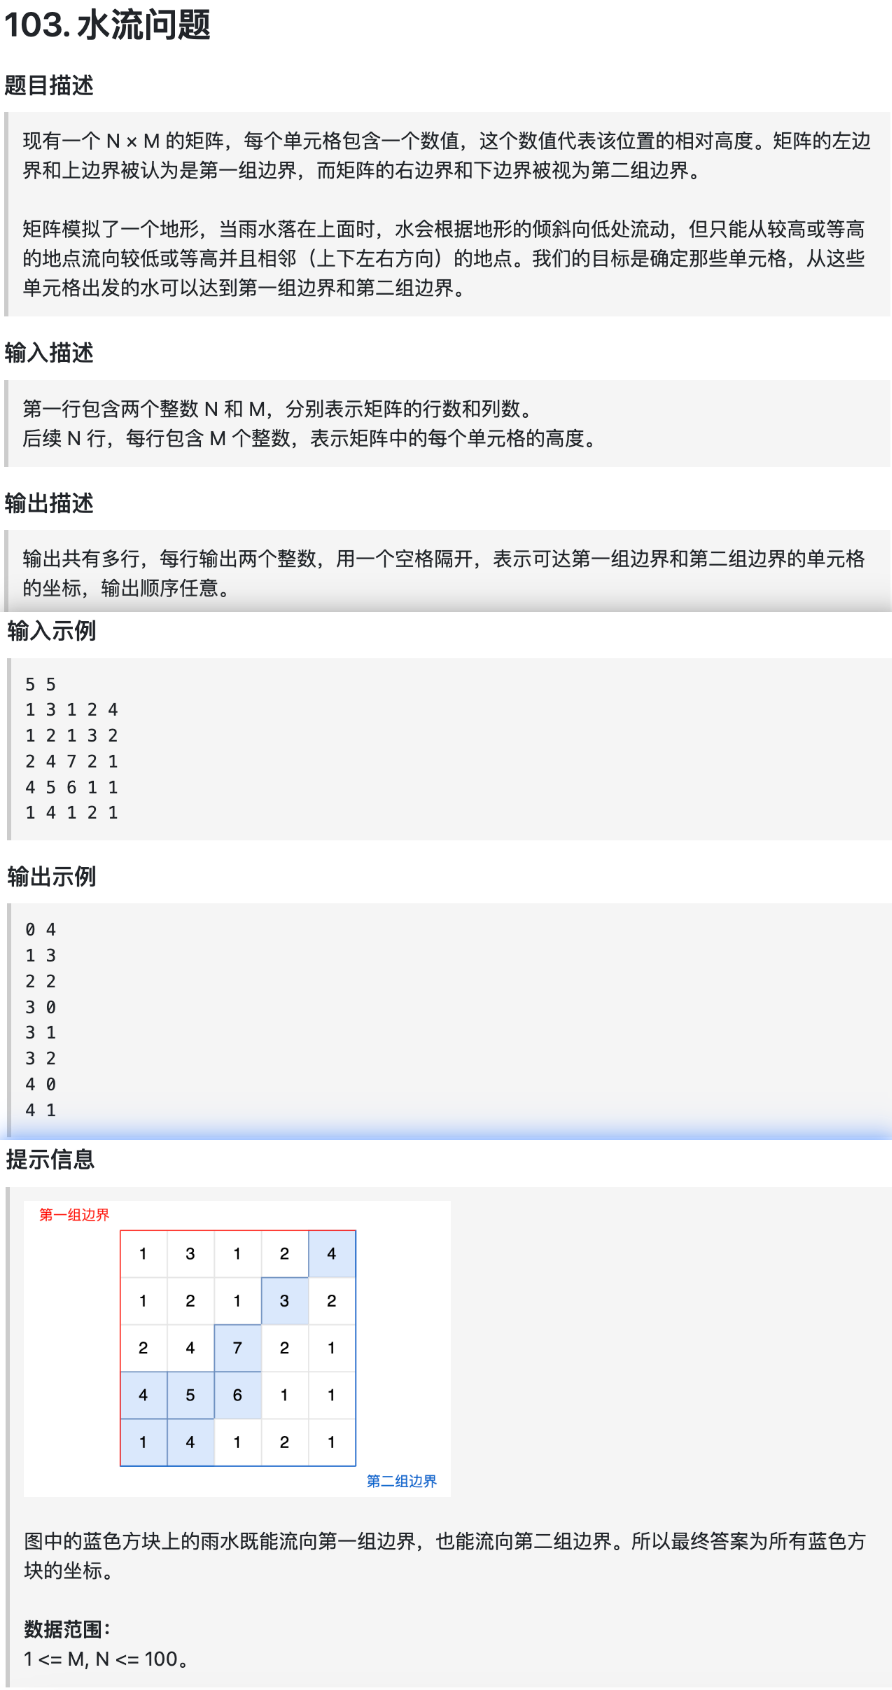 103. 水流问题
题目描述
现有一个 N × M 的矩阵，每个单元格包含一个数值，这个数值代表该位置的相对高度。矩阵的左边
界和上边界被认为是第一组边界，而矩阵的右边界和下边界被视为第二组边界。
矩阵模拟了一个地形，当雨水落在上面时，水会根据地形的倾斜向低处流动，但只能从较高或等高
的地点流向较低或等高并且相邻（上下左右方向）的地点。我们的目标是确定那些单元格，从这些
单元格出发的水可以达到第一组边界和第二组边界。
输入描述
第一行包含两个整数 N 和 M，分别表示矩阵的行数和列数。
后续 N 行，每行包含 M 个整数，表示矩阵中的每个单元格的高度。
输出描述
输出共有多行，每行输出两个整数，用一个空格隔开，表示可达第一组边界和第二组边界的单元格
的坐标，输出顺序任意。
输入示例
5 5
1 3 1 2 4
1 2 1 3 2
2 4 7 2 1
4 5 6 1 1
1 4 1 2 1
输出示例
0 4
1 3
2 2
3 0
3 1
3 2
4 0
4 1
提示信息
第一组边界
1 3 1 2 4
1 2 1 3 2
2 4 7 2 1
4 5 6 1 1
1 4 1 2 1
第二组边界
图中的蓝色方块上的雨水既能流向第一组边界，也能流向第二组边界。所以最终答案为所有蓝色方
块的坐标。
数据范围：
1 <= M, N <= 100。